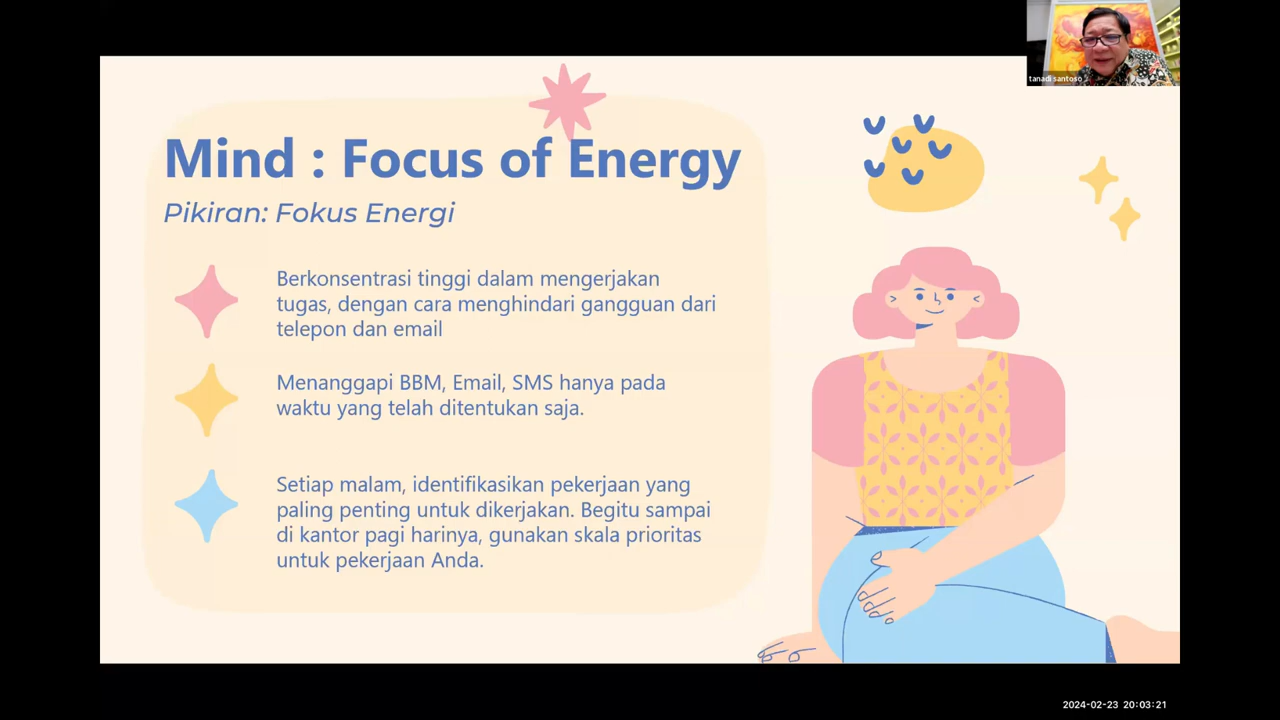 tanadi santoso
Mind : Focus of Energy
Pikiran: Fokus Energi
Berkonsentrasi tinggi dalam mengerjakan
tugas, dengan cara menghindari gangguan dari
telepon dan email
Menanggapi BBM, Email, SMS hanya pada
waktu yang telah ditentukan saja.
Setiap malam, identifikasikan pekerjaan yang
paling penting untuk dikerjakan. Begitu sampai
di kantor pagi harinya, gunakan skala prioritas
untuk pekerjaan Anda.
2024-02-23 20:03:21